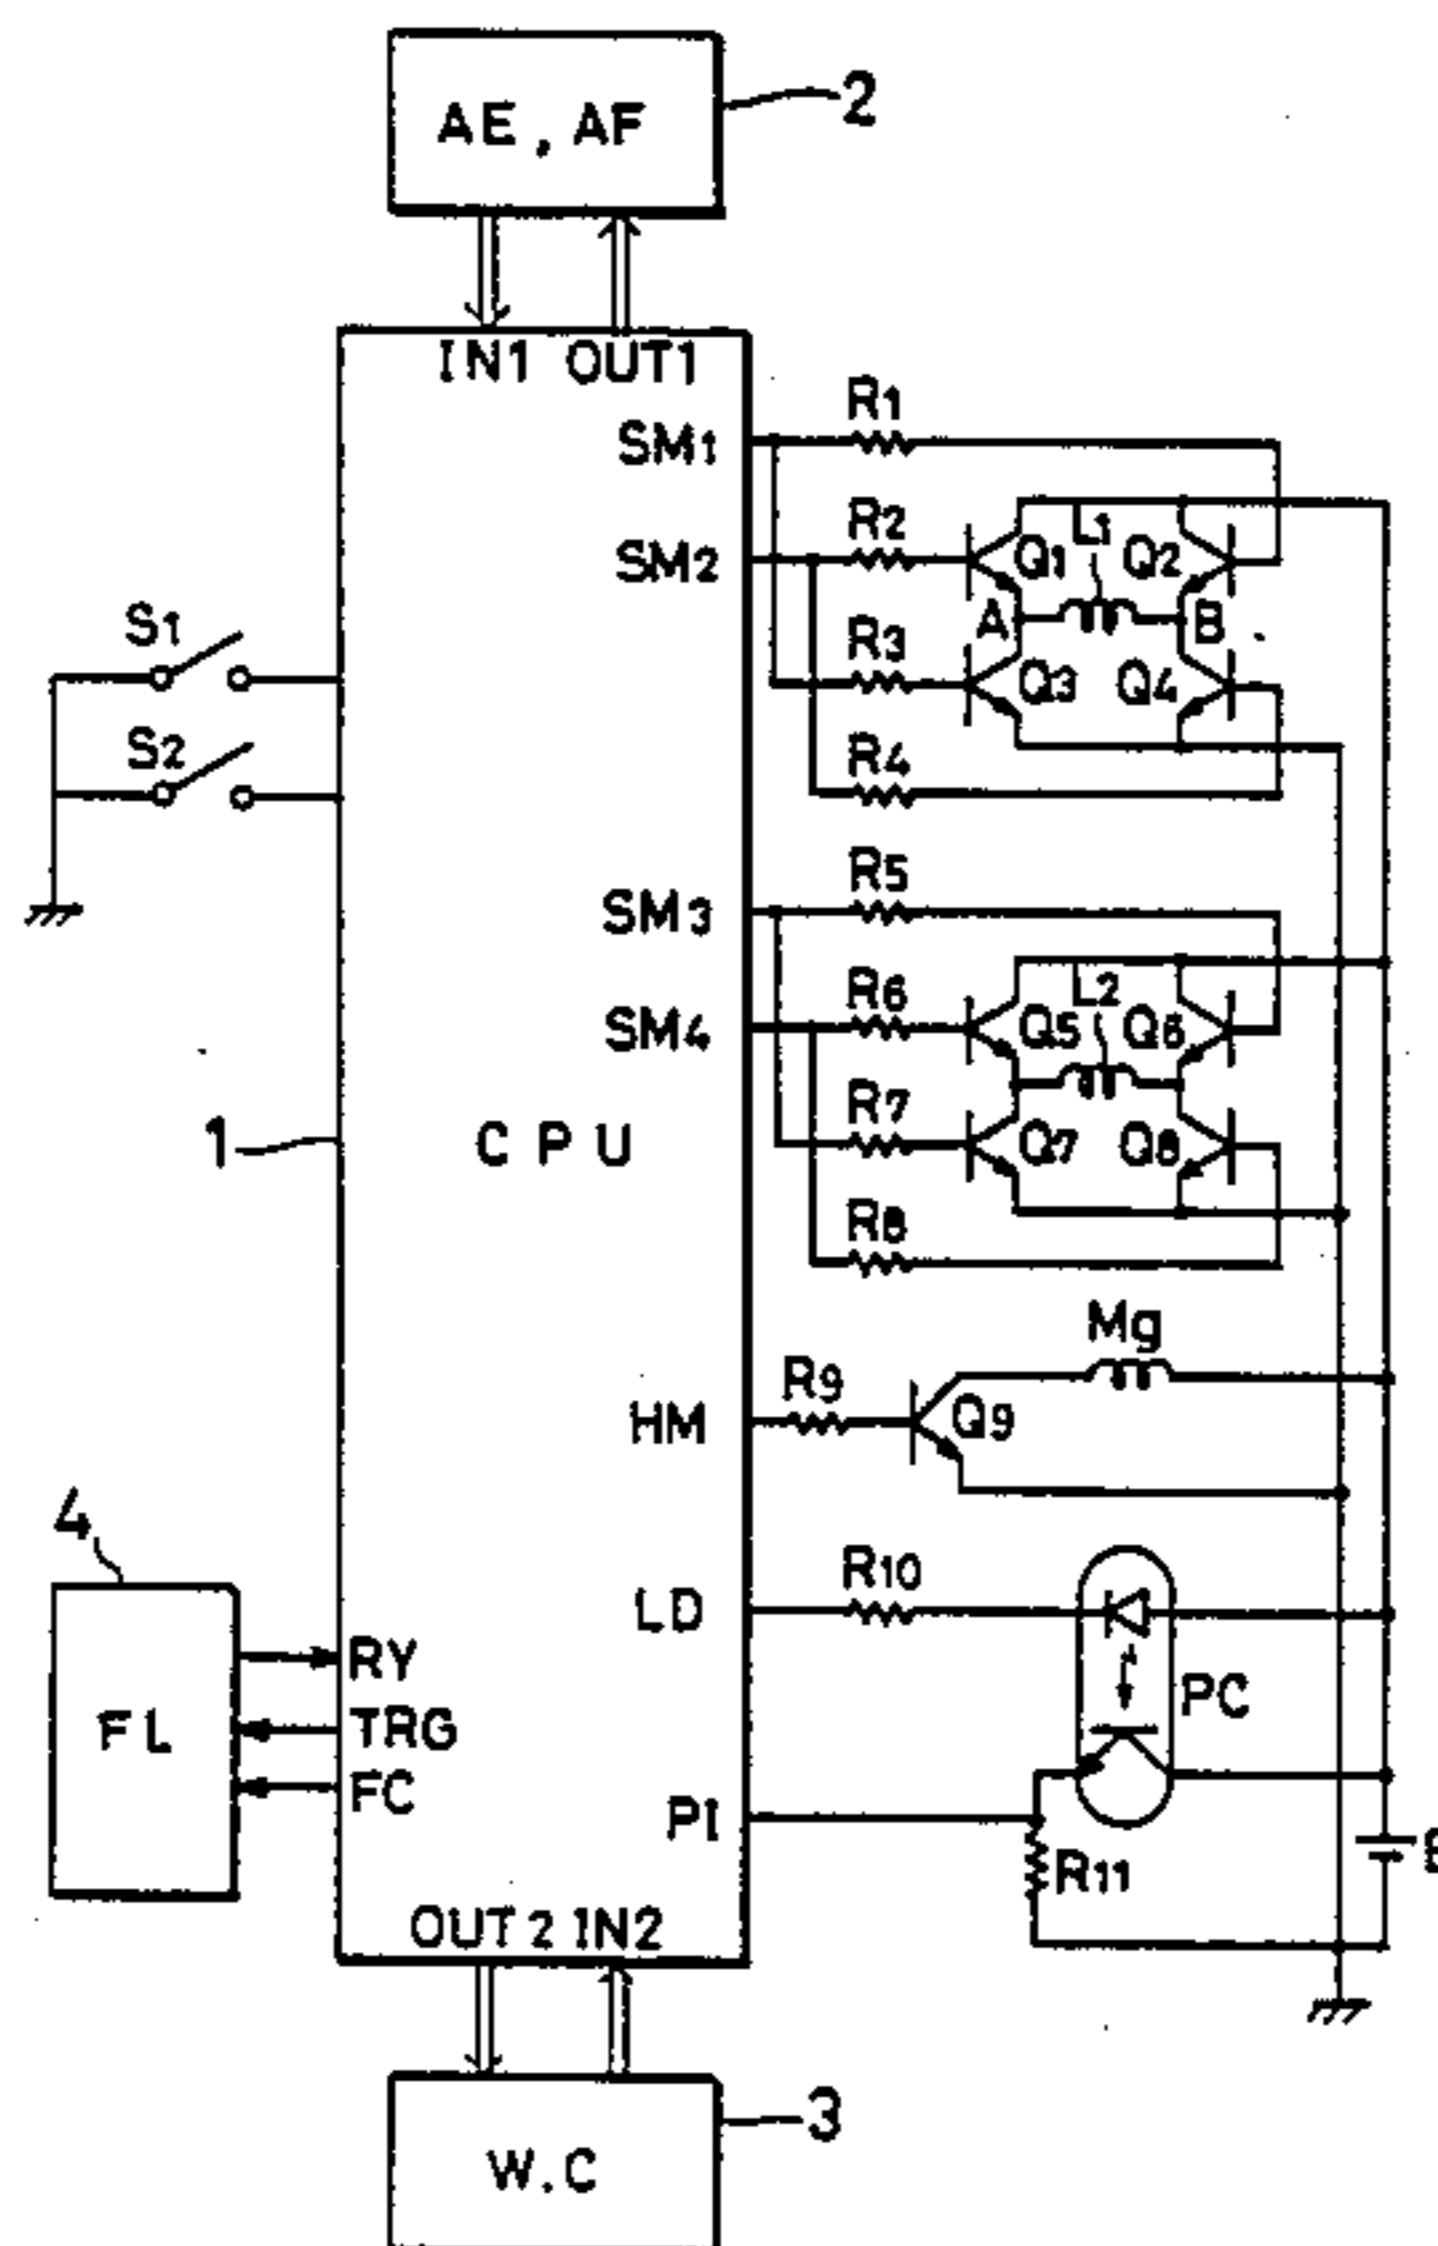 AE, AF
2
IN1 OUT1
SM1
R1
SM2
R2
L1
Q1
Q2
A
B
R3
Q3
Q4
R4
S1
S2
SM3
R5
SM4
R6
L2
Q5
Q6
R7
Q7
Q8
R8
1
CPU
Mg
HM
R9
Q9
4
LD
R10
FL
RY
TRG
FC
PC
PI
R11
OUT2 IN2
W.C
3